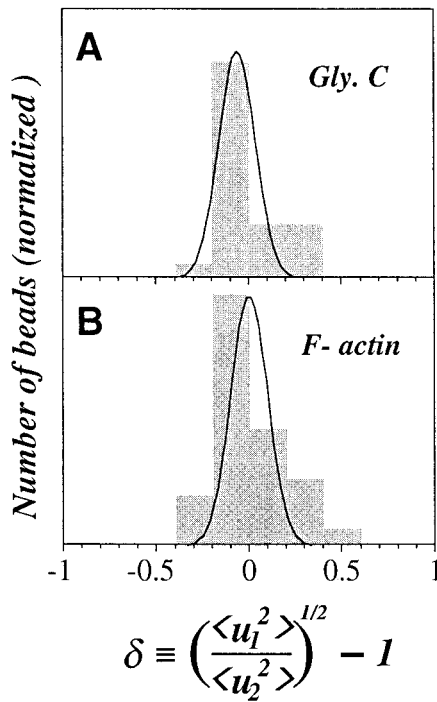 A
Gly. C
Number of beads (normalized )
B
F- actin
-1 -0.5 0 0.5 1
δ ≡ (<u₁²> / <u₂²>)^1/2 − 1